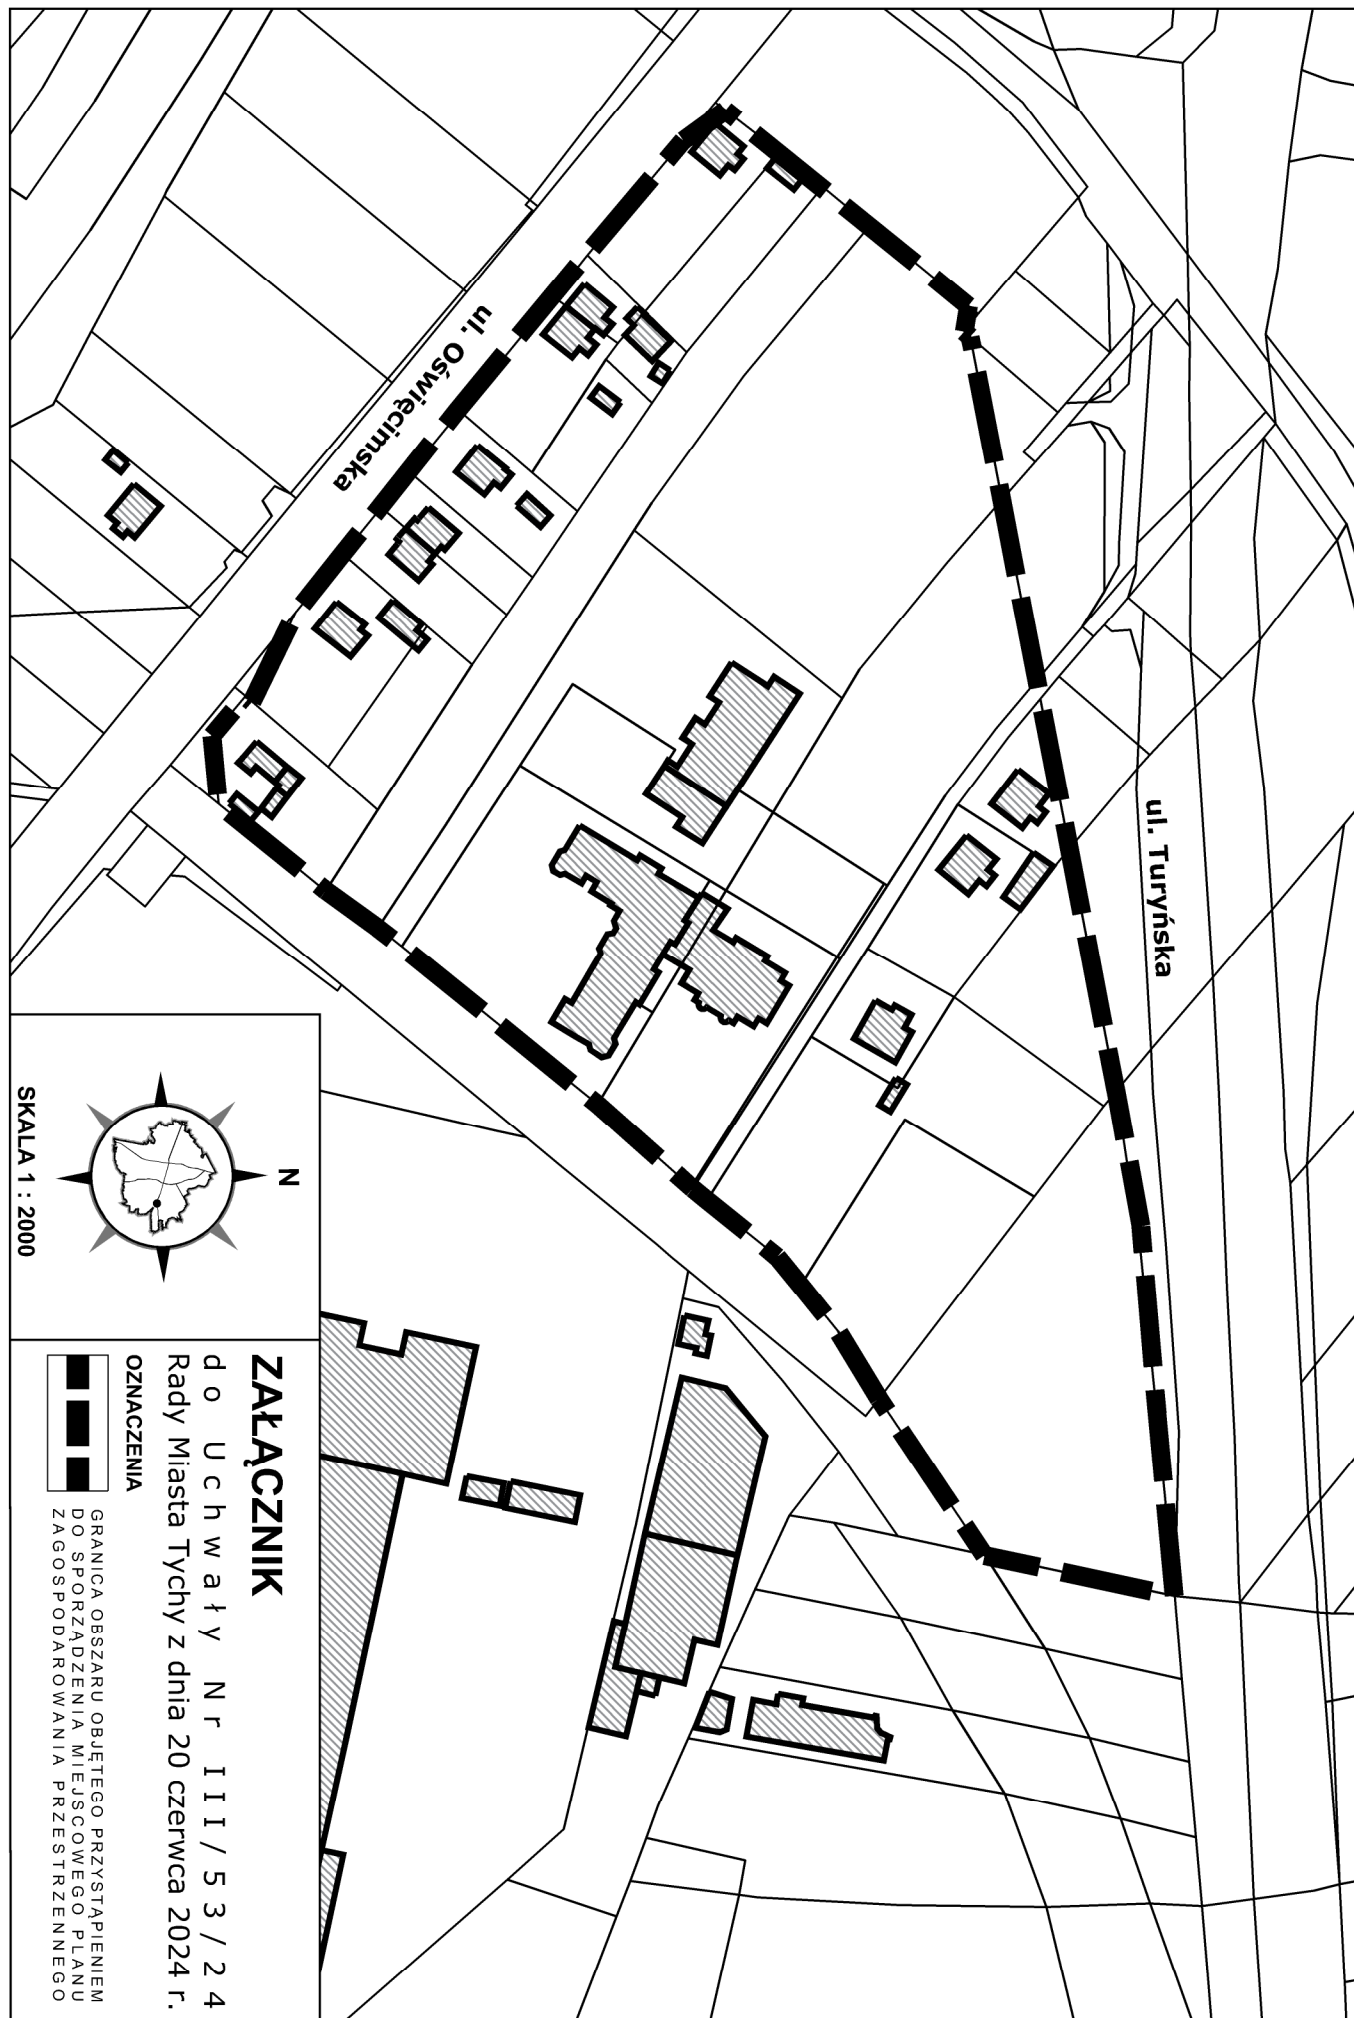 ul. Turyńska
ul. Oświęcimska
N
SKALA 1 : 2000
ZAŁĄCZNIK
do Uchwały Nr III/53/24
Rady Miasta Tychy z dnia 20 czerwca 2024 r.
OZNACZENIA
GRANICA OBSZARU OBJĘTEGO PRZYSTĄPIENIEM
DO SPORZĄDZENIA MIEJSCOWEGO PLANU
ZAGOSPODAROWANIA PRZESTRZENNEGO